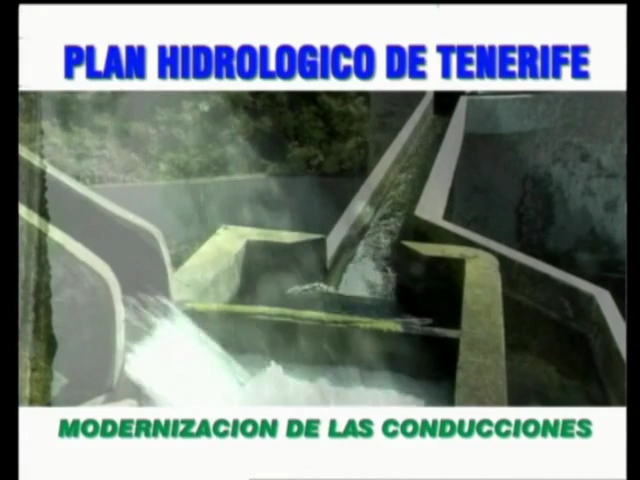 PLAN HIDROLOGICO DE TENERIFE
MODERNIZACION DE LAS CONDUCCIONES